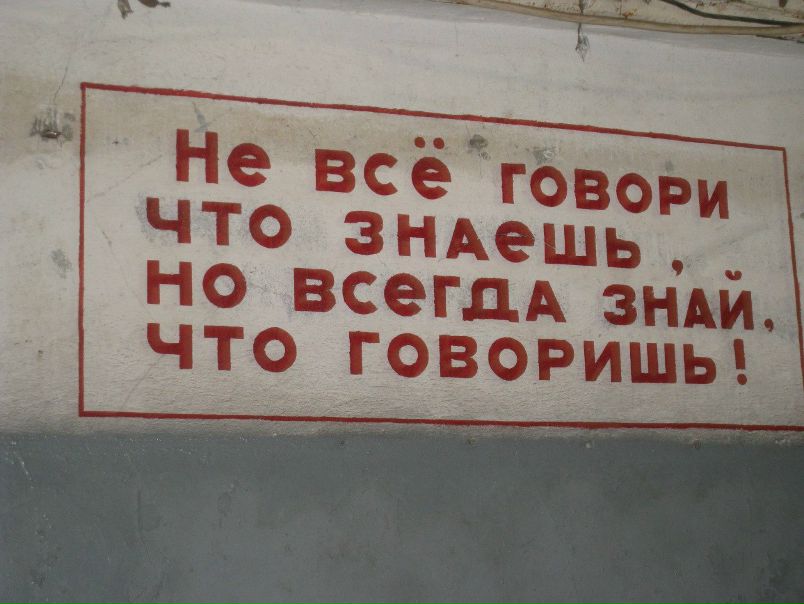 Не всё говори
что знаешь,
но всегда знай,
что говоришь!